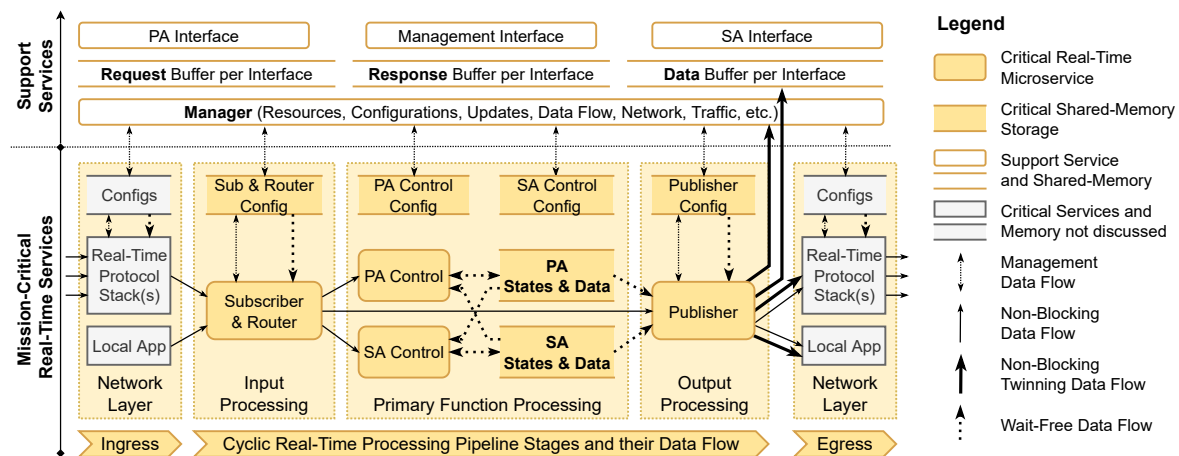 Support
Services
PA Interface
Management Interface
SA Interface
Request Buffer per Interface
Response Buffer per Interface
Data Buffer per Interface
Manager (Resources, Configurations, Updates, Data Flow, Network, Traffic, etc.)
Mission-Critical
Real-Time Services
Configs
Real-Time
Protocol
Stack(s)
Local App
Network
Layer
Sub & Router
Config
Subscriber
& Router
Input
Processing
PA Control
Config
SA Control
Config
PA Control
SA Control
PA
States & Data
SA
States & Data
Primary Function Processing
Publisher
Config
Publisher
Output
Processing
Configs
Real-Time
Protocol
Stack(s)
Local App
Network
Layer
Ingress
Cyclic Real-Time Processing Pipeline Stages and their Data Flow
Egress
Legend
Critical Real-Time
Microservice
Critical Shared-Memory
Storage
Support Service
and Shared-Memory
Critical Services and
Memory not discussed
Management
Data Flow
Non-Blocking
Data Flow
Non-Blocking
Twinning Data Flow
Wait-Free Data Flow